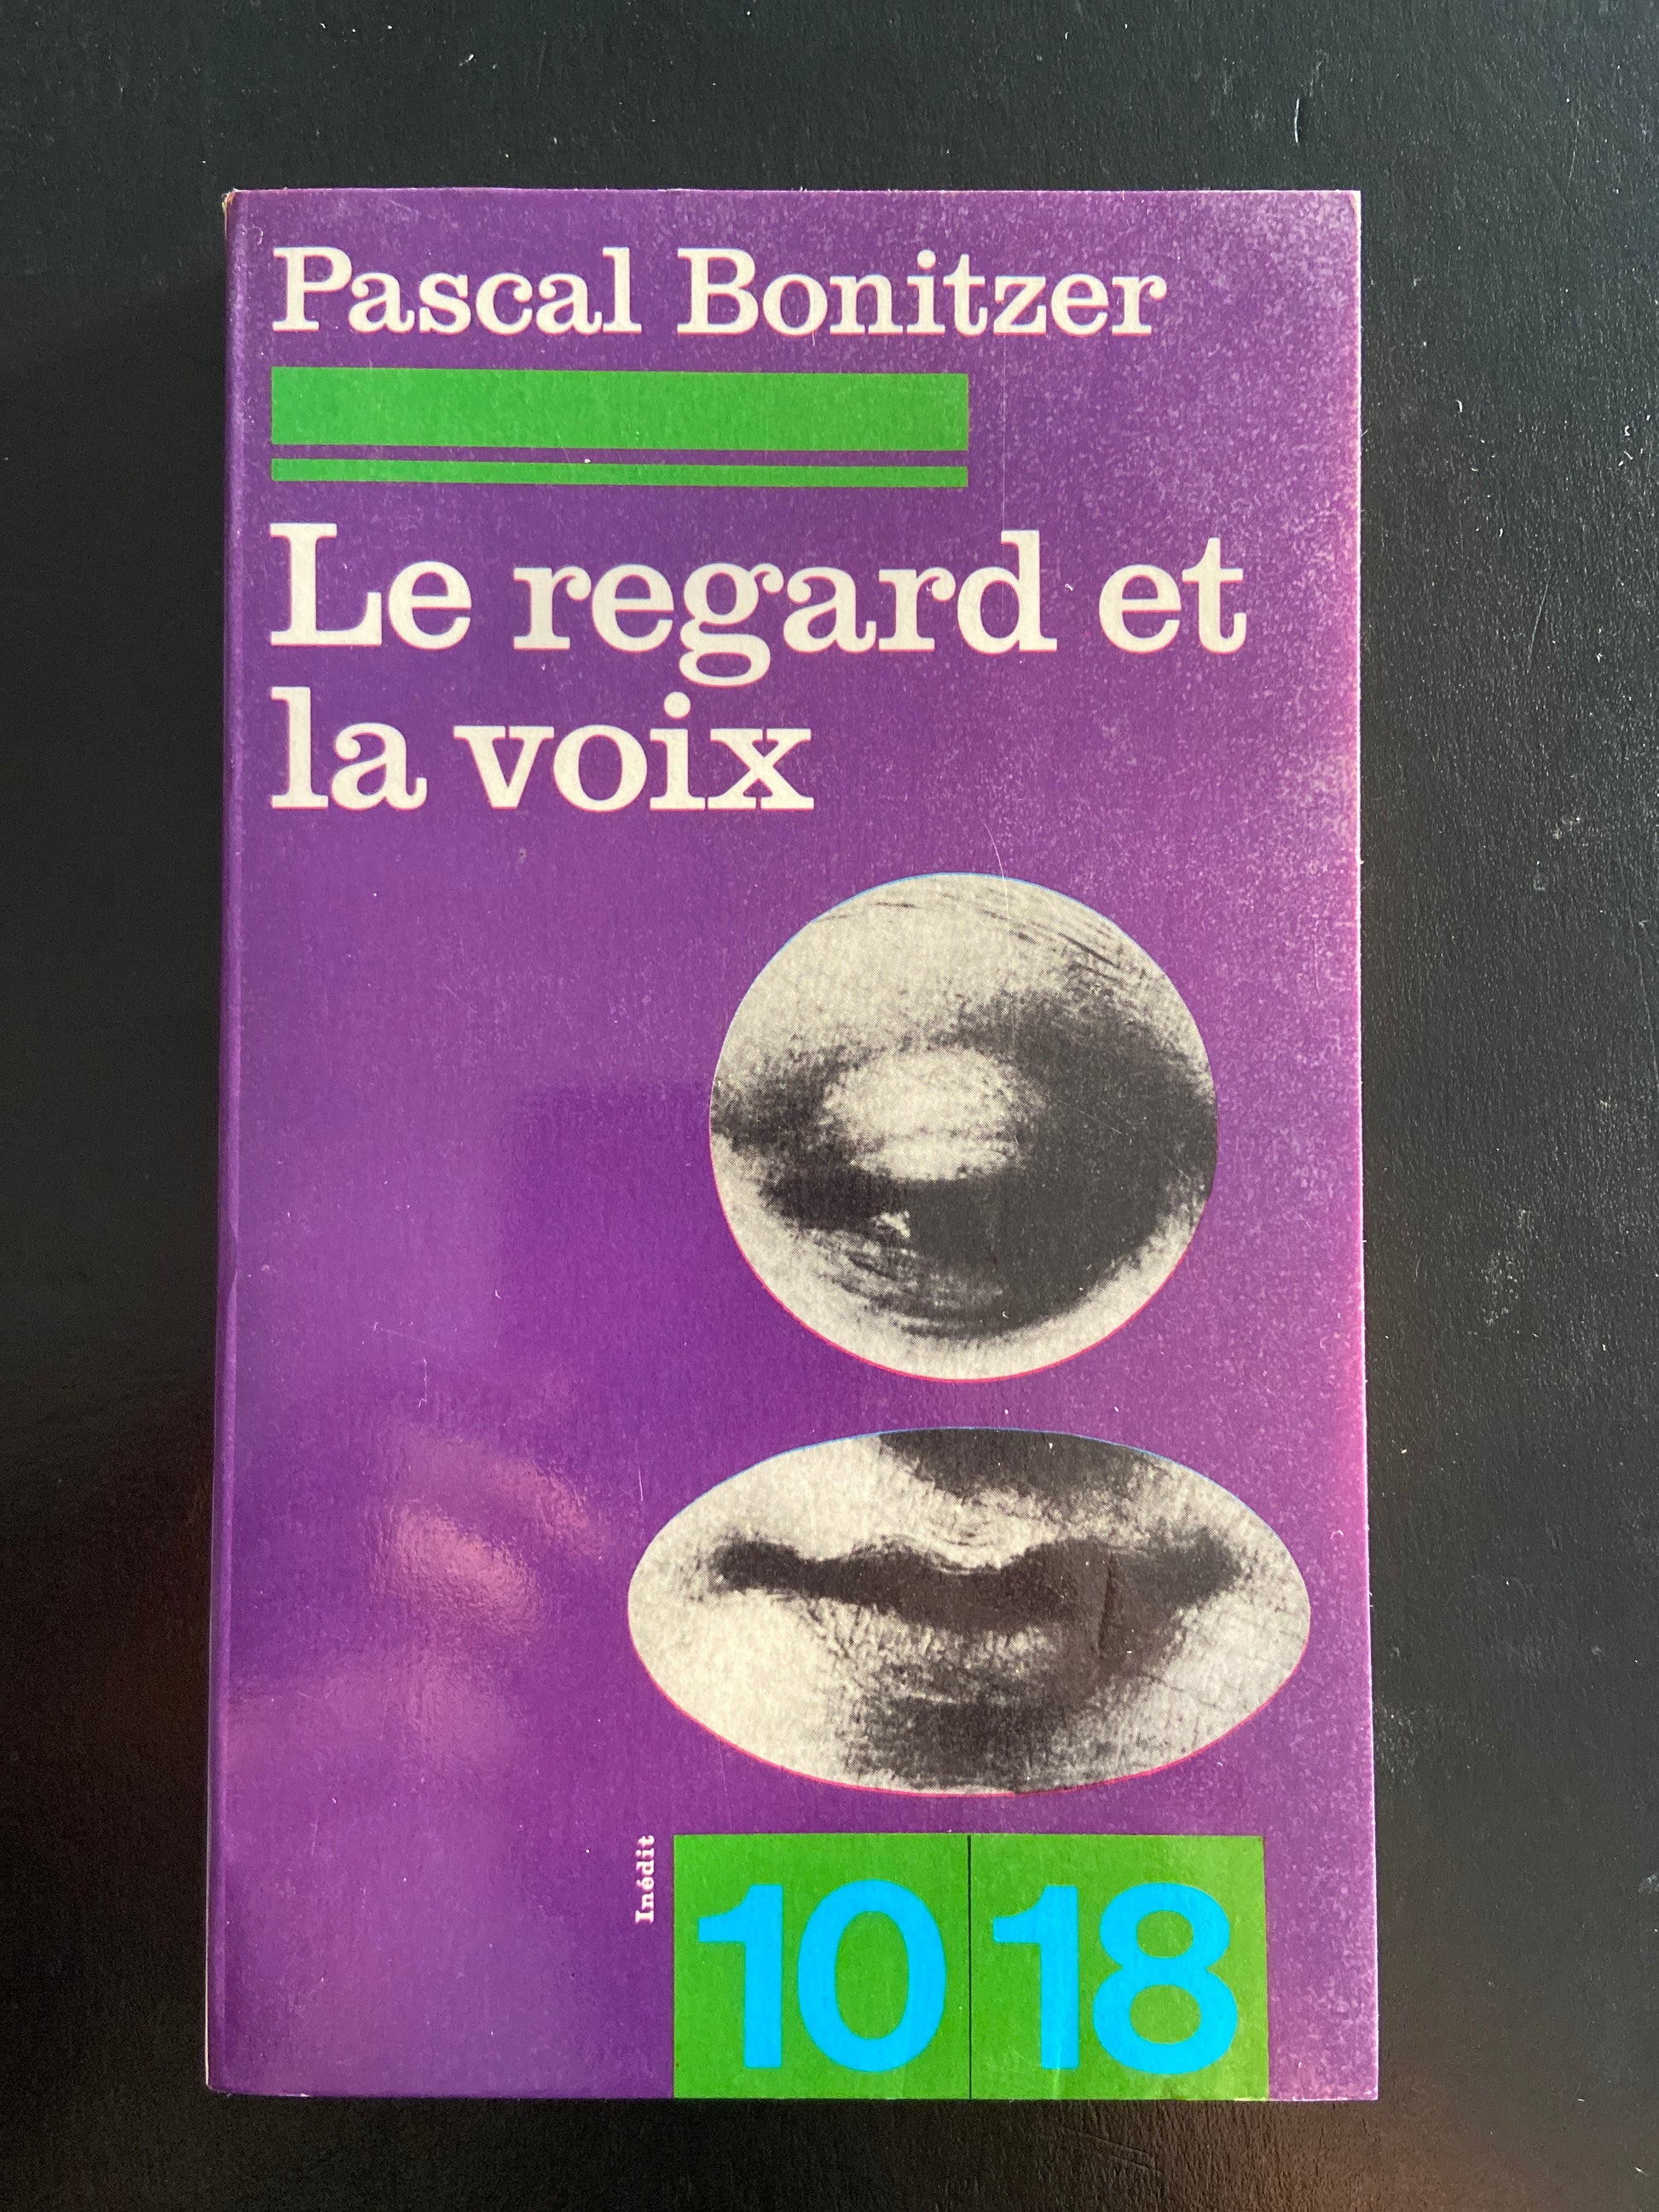 Pascal Bonitzer
Le regard et
la voix
Inédit
10 18